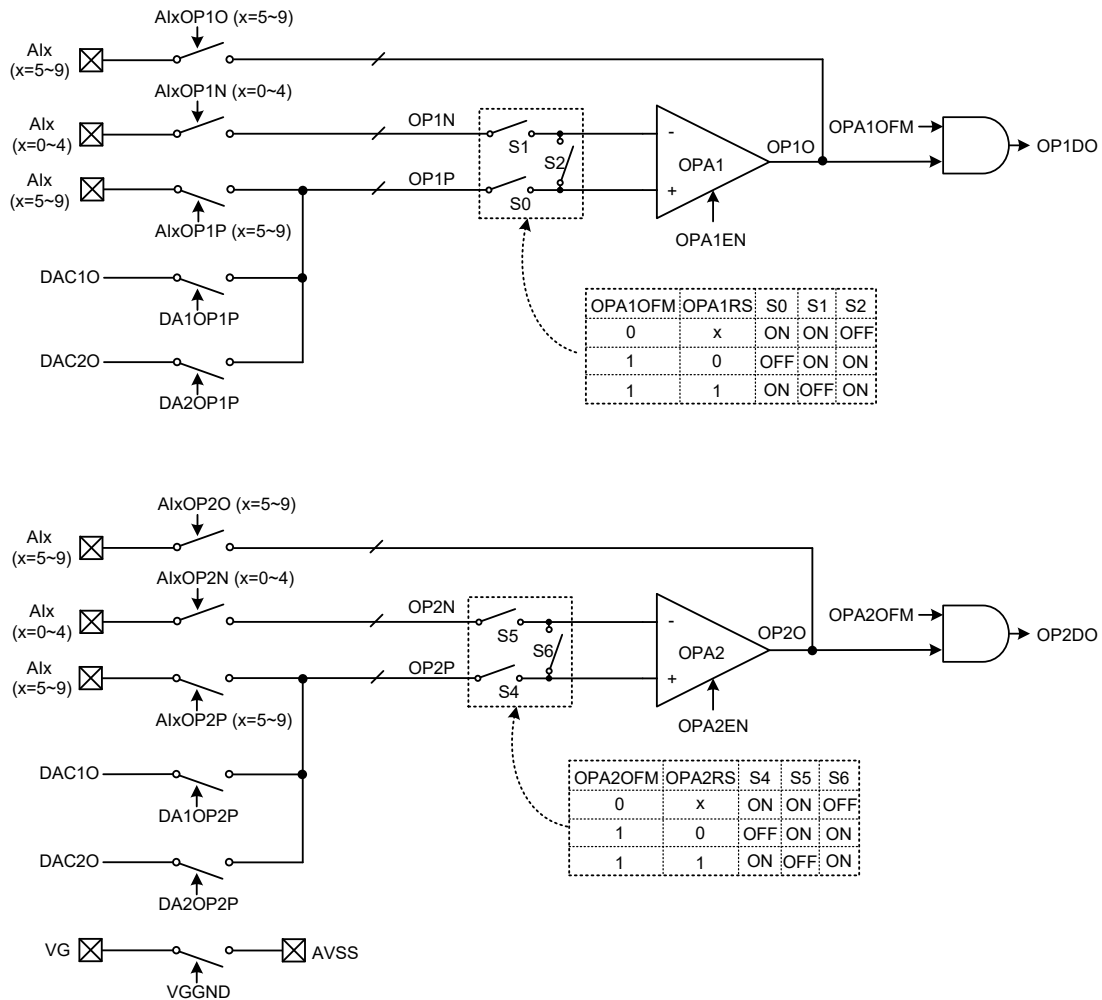 AIxOP1O (x=5~9)
AIx
(x=5~9)
AIxOP1N (x=0~4)
AIx
(x=0~4)
OP1N
S1
S2
OPA1OFM
OP1DO
OP1O
OPA1
-
+
AIx
(x=5~9)
OP1P
S0
AIxOP1P (x=5~9)
OPA1EN
DAC1O
DA1OP1P
OPA1OFM OPA1RS S0 S1 S2
0 x ON ON OFF
1 0 OFF ON ON
1 1 ON OFF ON
DAC2O
DA2OP1P
AIxOP2O (x=5~9)
AIx
(x=5~9)
AIxOP2N (x=0~4)
AIx
(x=0~4)
OP2N
S5
S6
OPA2OFM
OP2DO
OP2O
OPA2
-
+
AIx
(x=5~9)
OP2P
S4
AIxOP2P (x=5~9)
OPA2EN
DAC1O
DA1OP2P
OPA2OFM OPA2RS S4 S5 S6
0 x ON ON OFF
1 0 OFF ON ON
1 1 ON OFF ON
DAC2O
DA2OP2P
VG
AVSS
VGGND